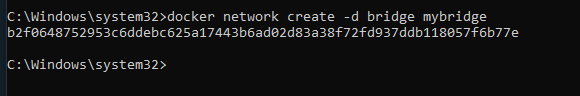 C:\Windows\system32>docker network create -d bridge mybridge
b2f0648752953c6ddebc625a17443b6ad02d83a38f72fd937ddb118057f6b77e
C:\Windows\system32>